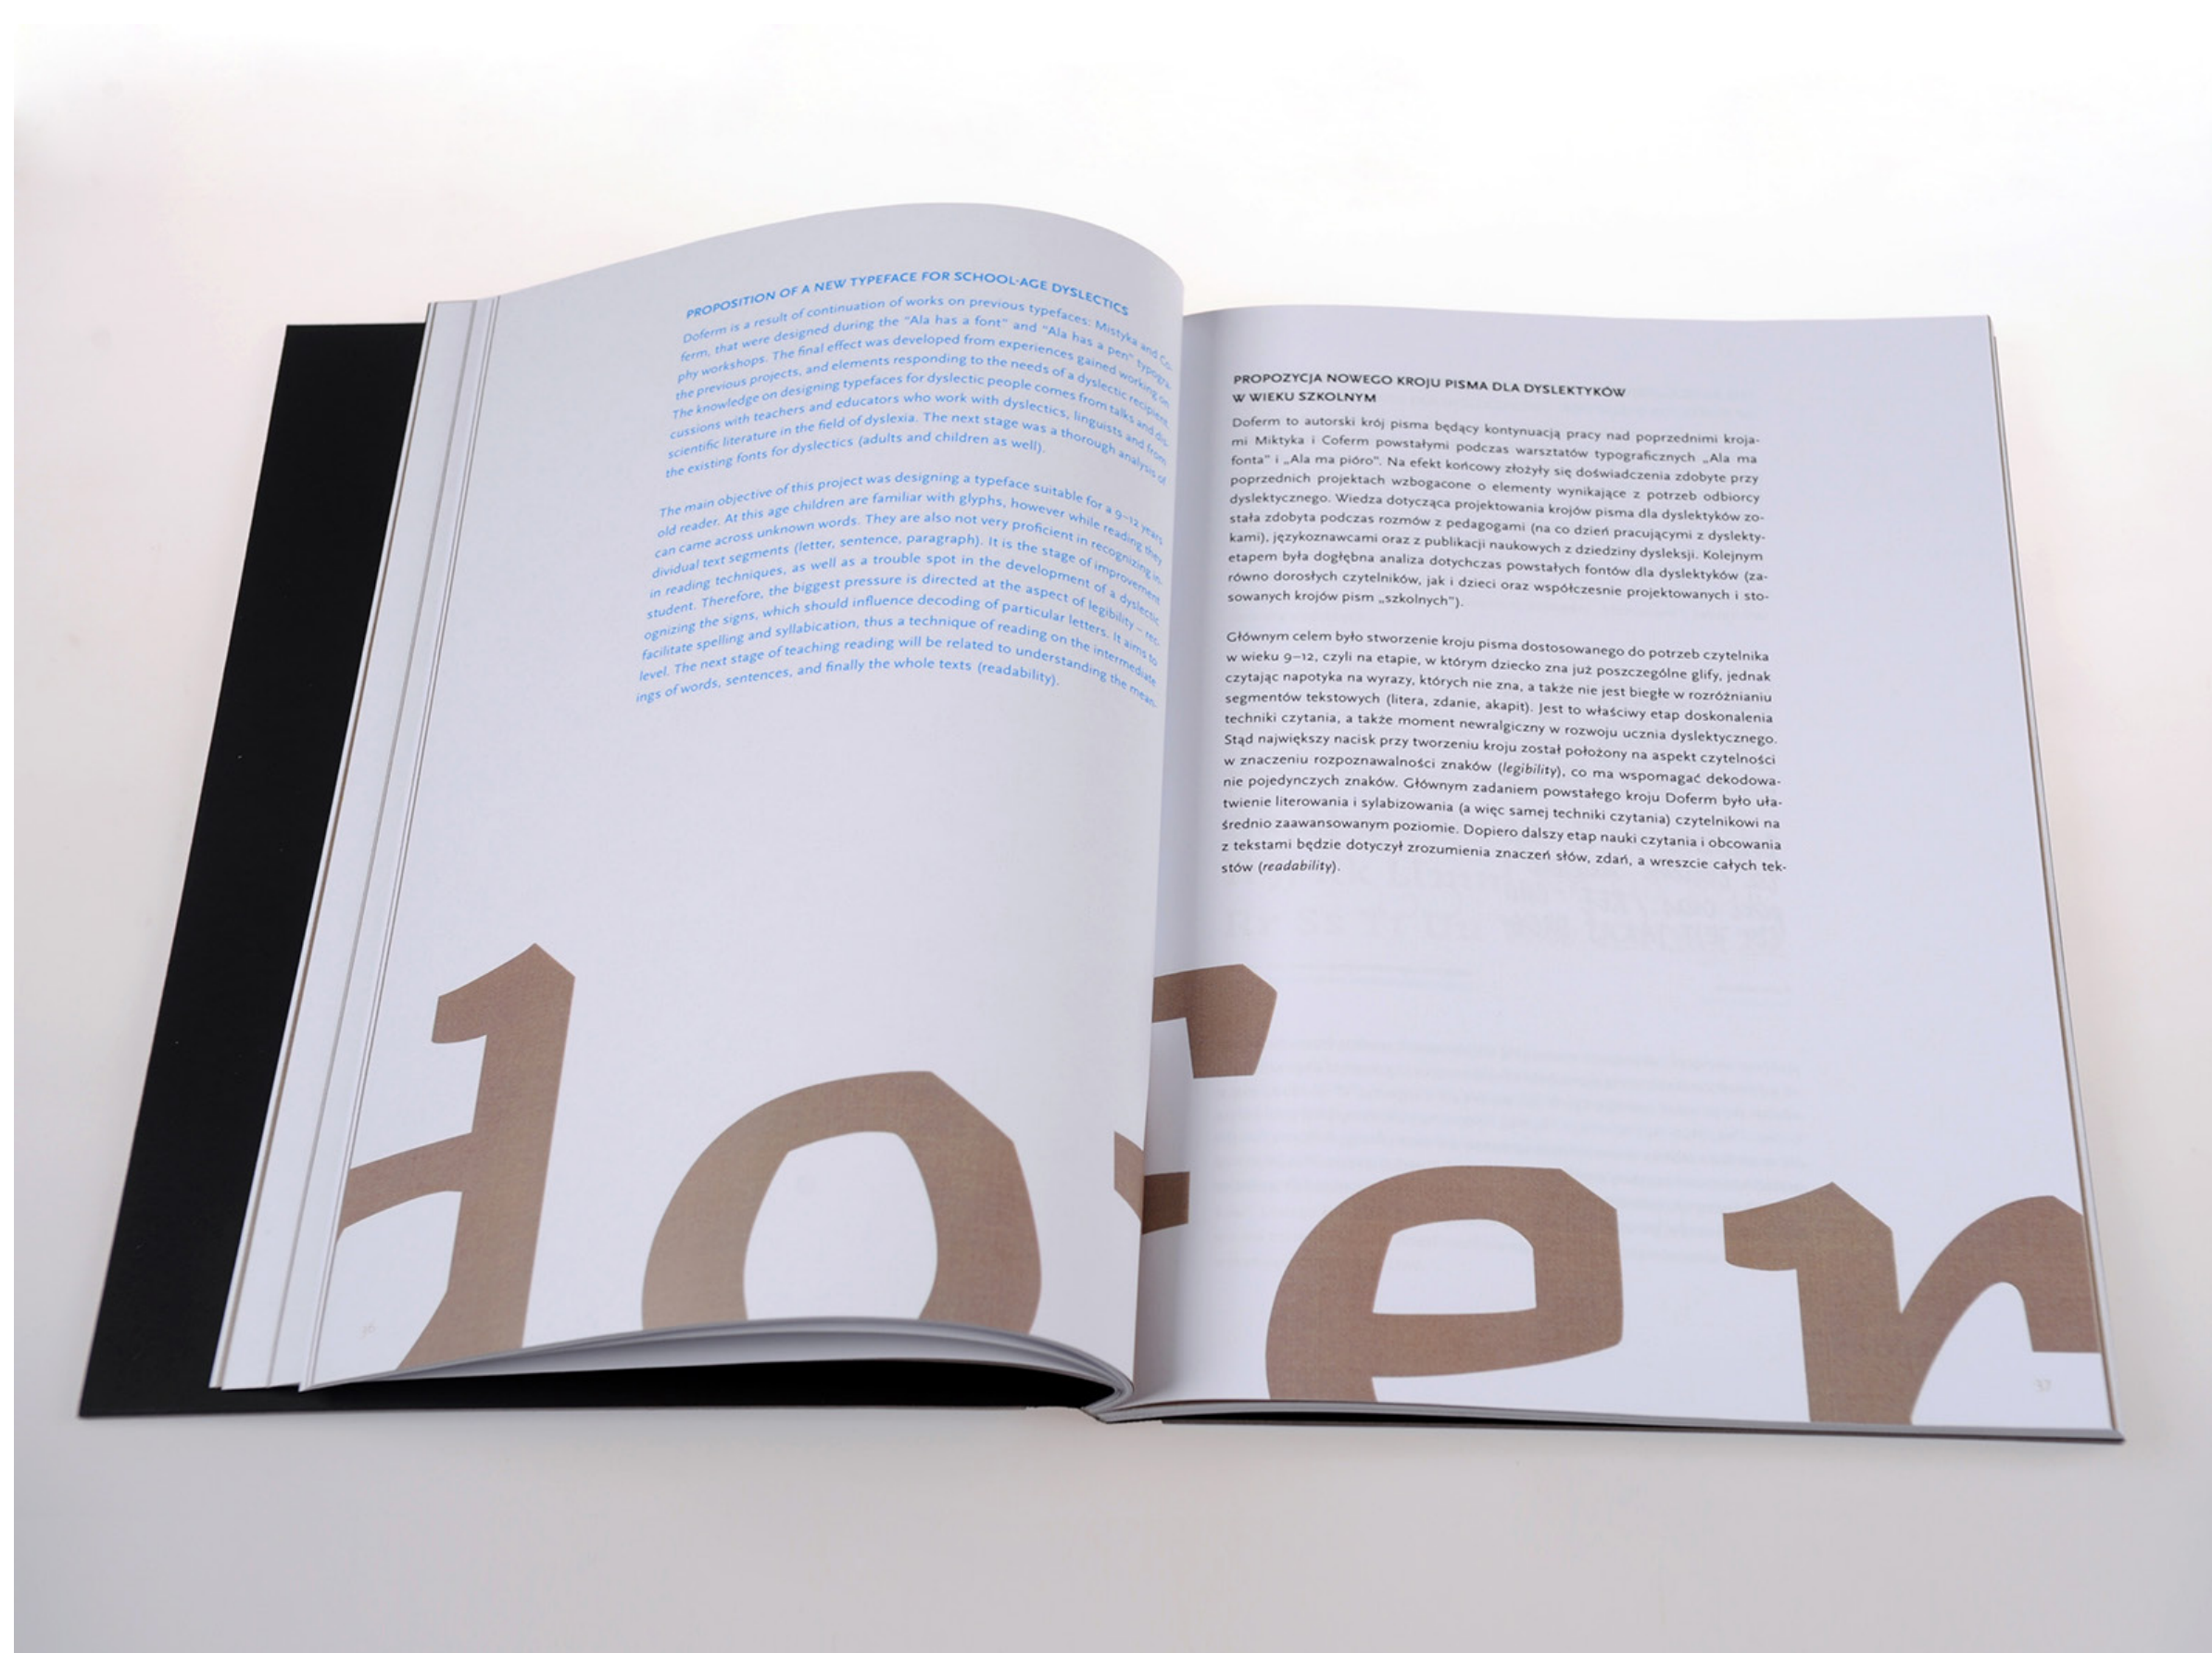 PROPOSITION OF A NEW TYPEFACE FOR SCHOOL-AGE DYSLECTICS
Doferm is a result of continuation of works on previous typefaces: Mistyka and Co-
ferm, that were designed during the "Ala has a font" and "Ala has a pen" typogra-
phy workshops. The final effect was developed from experiences gained working on
the previous projects, and elements responding to the needs of a dyslectic recipient.
The knowledge on designing typefaces for dyslectic people comes from talks and dis-
cussions with teachers and educators who work with dyslectics, linguists and from
scientific literature in the field of dyslexia. The next stage was a thorough analysis of
the existing fonts for dyslectics (adults and children as well).
The main objective of this project was designing a typeface suitable for a 9–12 years
old reader. At this age children are familiar with glyphs, however while reading they
can came across unknown words. They are also not very proficient in recognizing in-
dividual text segments (letter, sentence, paragraph). It is the stage of improvement
in reading techniques, as well as a trouble spot in the development of a dyslectic
student. Therefore, the biggest pressure is directed at the aspect of legibility – rec-
ognizing the signs, which should influence decoding of particular letters. It aims to
facilitate spelling and syllabication, thus a technique of reading on the intermediate
level. The next stage of teaching reading will be related to understanding the mean-
ings of words, sentences, and finally the whole texts (readability).
36
PROPOZYCJA NOWEGO KROJU PISMA DLA DYSLEKTYKÓW
W WIEKU SZKOLNYM
Doferm to autorski krój pisma będący kontynuacją pracy nad poprzednimi kroja-
mi Miktyka i Coferm powstałymi podczas warsztatów typograficznych „Ala ma
fonta" i „Ala ma pióro". Na efekt końcowy złożyły się doświadczenia zdobyte przy
poprzednich projektach wzbogacone o elementy wynikające z potrzeb odbiorcy
dyslektycznego. Wiedza dotycząca projektowania krojów pisma dla dyslektyków zo-
stała zdobyta podczas rozmów z pedagogami (na co dzień pracującymi z dyslekty-
kami), językoznawcami oraz z publikacji naukowych z dziedziny dysleksji. Kolejnym
etapem była dogłębna analiza dotychczas powstałych fontów dla dyslektyków (za-
równo dorosłych czytelników, jak i dzieci oraz współczesnie projektowanych i sto-
sowanych krojów pism „szkolnych").
Głównym celem było stworzenie kroju pisma dostosowanego do potrzeb czytelnika
w wieku 9–12, czyli na etapie, w którym dziecko zna już poszczególne glify, jednak
czytając napotyka na wyrazy, których nie zna, a także nie jest biegłe w rozróżnianiu
segmentów tekstowych (litera, zdanie, akapit). Jest to właściwy etap doskonalenia
techniki czytania, a także moment newralgiczny w rozwoju ucznia dyslektycznego.
Stąd największy nacisk przy tworzeniu kroju został położony na aspekt czytelności
w znaczeniu rozpoznawalności znaków (legibility), co ma wspomagać dekodowa-
nie pojedynczych znaków. Głównym zadaniem powstałego kroju Doferm było uła-
twienie literowania i sylabizowania (a więc samej techniki czytania) czytelnikowi na
średnio zaawansowanym poziomie. Dopiero dalszy etap nauki czytania i obcowania
z tekstami będzie dotyczył zrozumienia znaczeń słów, zdań, a wreszcie całych tek-
stów (readability).
dofer
37